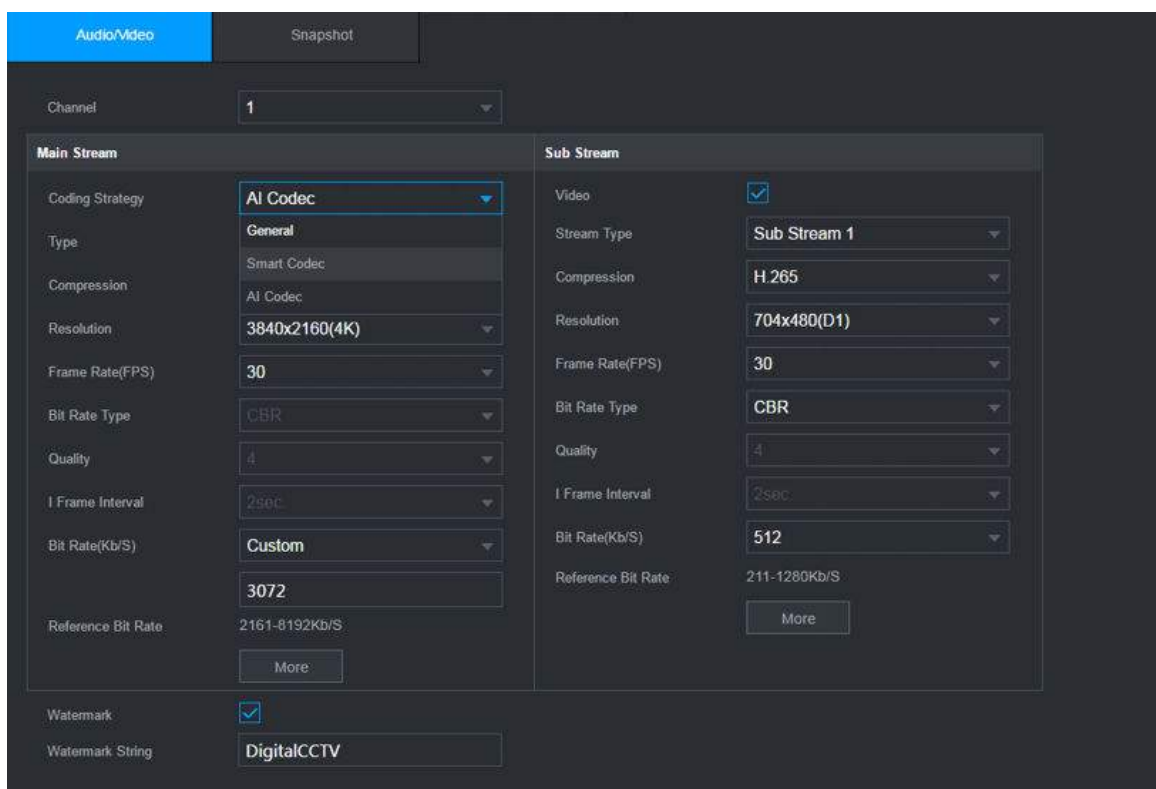 Audio/Video Snapshot
Channel 1
Main Stream
Coding Strategy AI Codec
General
Type
Smart Codec
Compression
AI Codec
Resolution 3840x2160(4K)
Frame Rate(FPS) 30
Bit Rate Type CBR
Quality 4
I Frame Interval 2sec.
Bit Rate(Kb/S) Custom
3072
Reference Bit Rate 2161-8192Kb/S
More
Sub Stream
Video
Stream Type Sub Stream 1
Compression H.265
Resolution 704x480(D1)
Frame Rate(FPS) 30
Bit Rate Type CBR
Quality 4
I Frame Interval 2sec.
Bit Rate(Kb/S) 512
Reference Bit Rate 211-1280Kb/S
More
Watermark
Watermark String DigitalCCTV